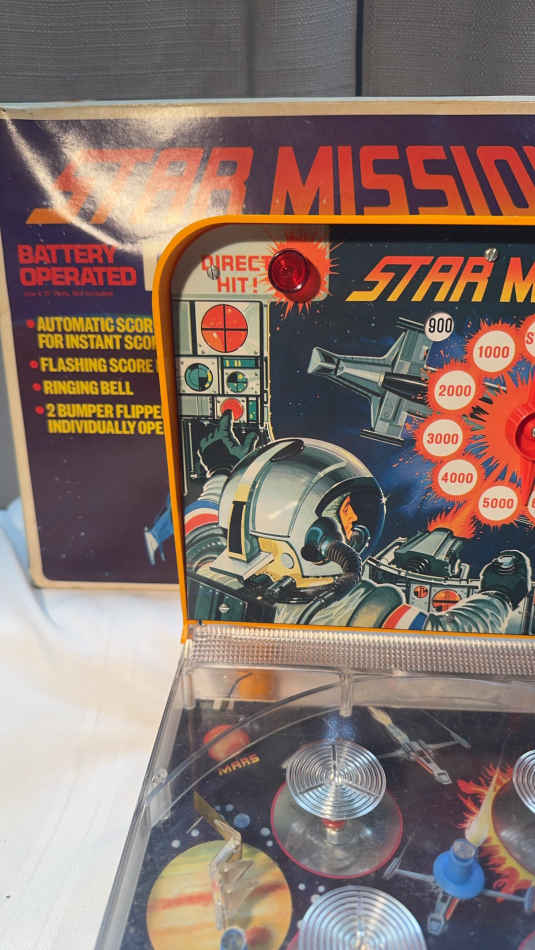 STAR MISSION
BATTERY
OPERATED
AUTOMATIC SCOR
FOR INSTANT SCO
FLASHING SCORE
RINGING BELL
2 BUMPER FLIPPE
INDIVIDUALLY OPE
DIRECT
HIT!
STAR M
900
1000
2000
3000
4000
5000
MARS